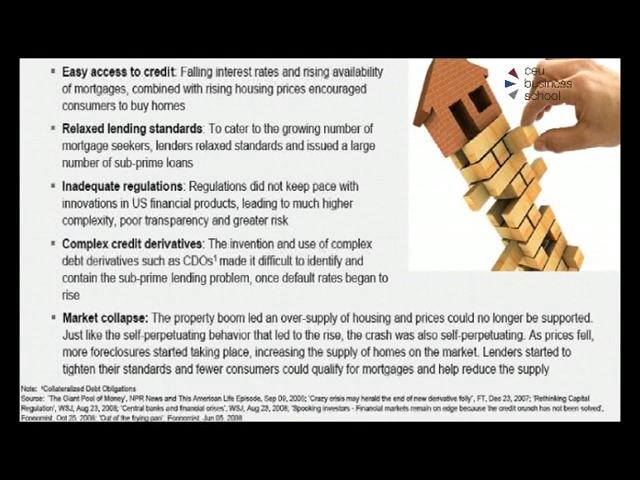 ▪ Easy access to credit: Falling interest rates and rising availability
of mortgages, combined with rising housing prices encouraged
consumers to buy homes
▪ Relaxed lending standards: To cater to the growing number of
mortgage seekers, lenders relaxed standards and issued a large
number of sub-prime loans
▪ Inadequate regulations: Regulations did not keep pace with
innovations in US financial products, leading to much higher
complexity, poor transparency and greater risk
▪ Complex credit derivatives: The invention and use of complex
debt derivatives such as CDOs¹ made it difficult to identify and
contain the sub-prime lending problem, once default rates began to
rise
▪ Market collapse: The property boom led an over-supply of housing and prices could no longer be supported.
Just like the self-perpetuating behavior that led to the rise, the crash was also self-perpetuating. As prices fell,
more foreclosures started taking place, increasing the supply of homes on the market. Lenders started to
tighten their standards and fewer consumers could qualify for mortgages and help reduce the supply
ceu
business
school
Note: ¹Collateralized Debt Obligations
Source: 'The Giant Pool of Money', NPR News and This American Life Episode, Sep 09, 2008; 'Crazy crisis may herald the end of new derivative folly', FT, Dec 23, 2007; 'Rethinking Capital
Regulation', WSJ, Aug 23, 2008; 'Central banks and financial crises', WSJ, Aug 23, 2008; 'Spooking investors - Financial markets remain on edge because the credit crunch has not been solved',
Economist, Oct 25, 2008; 'Out of the frying pan', Economist, Jun 05, 2008